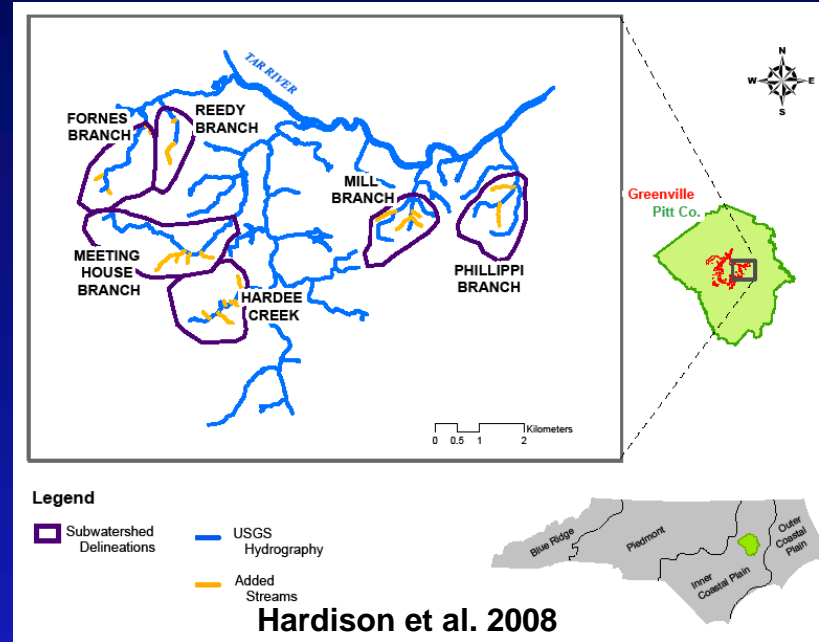 TAR RIVER
FORNES
BRANCH
REEDY
BRANCH
MILL
BRANCH
MEETING
HOUSE
BRANCH
HARDEE
CREEK
PHILLIPPI
BRANCH
0 0.5 1 2
Kilometers
N
W E
S
Greenville
Pitt Co.
Legend
Subwatershed
Delineations
USGS
Hydrography
Added
Streams
Blue Ridge
Piedmont
Inner
Coastal Plain
Outer
Coastal
Plain
Hardison et al. 2008